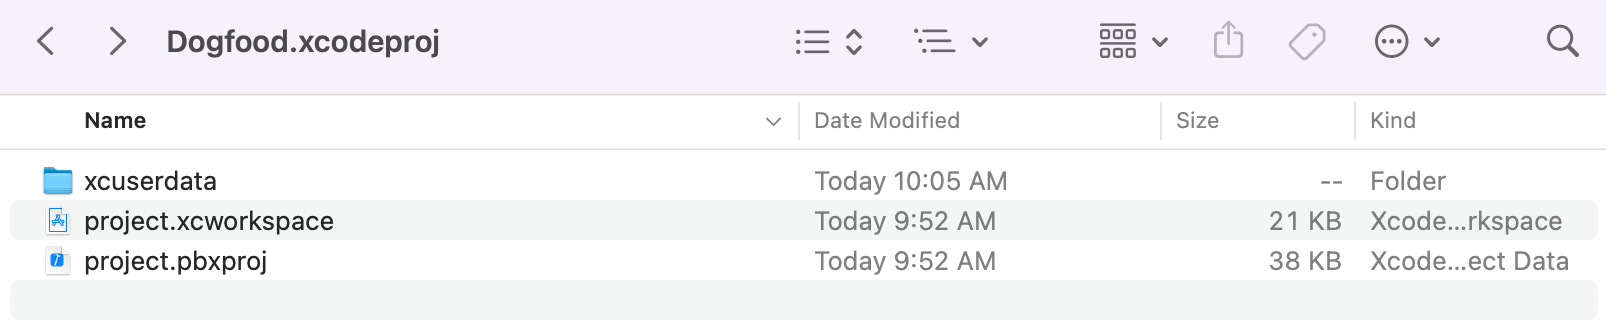 Dogfood.xcodeproj
Name Date Modified Size Kind
xcuserdata Today 10:05 AM -- Folder
project.xcworkspace Today 9:52 AM 21 KB Xcode...rkspace
project.pbxproj Today 9:52 AM 38 KB Xcode...ect Data